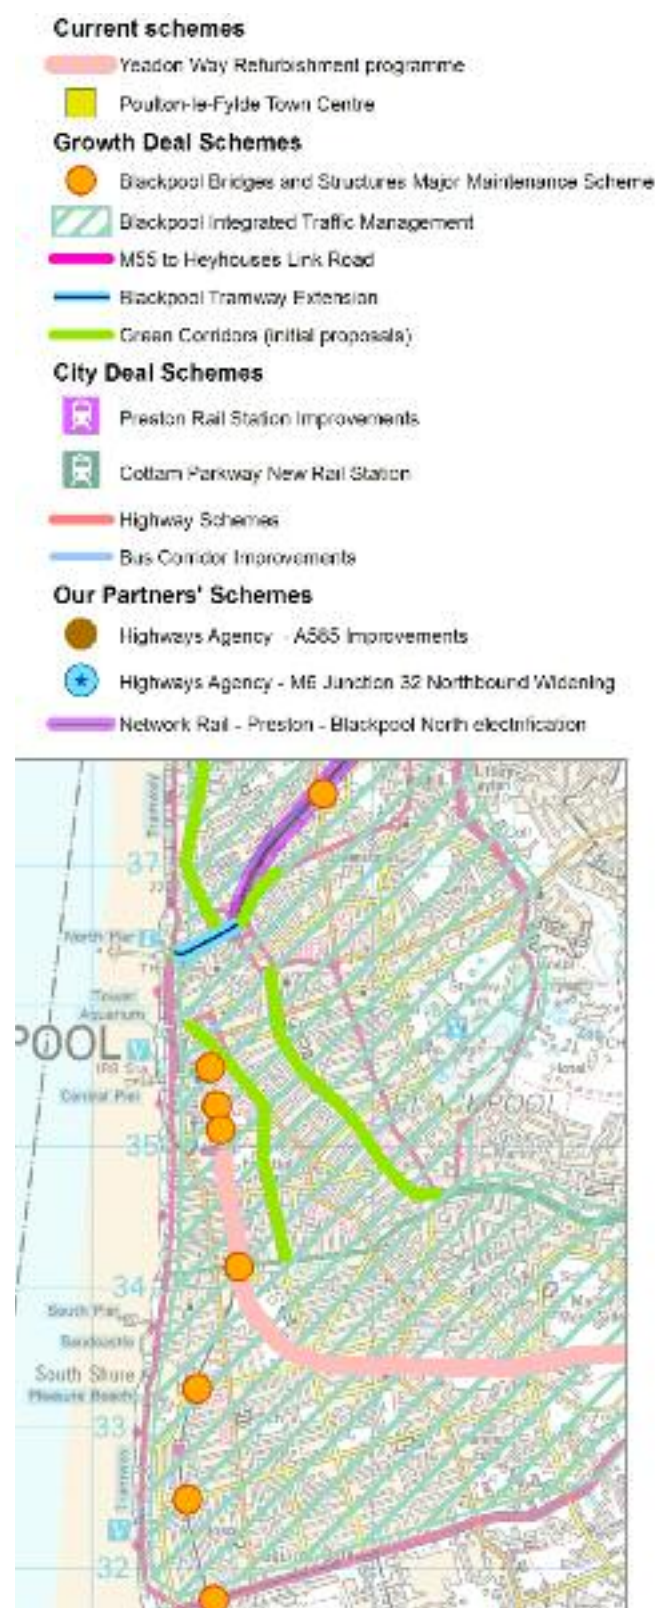 Current schemes
Yeadon Way Refurbishment programme
Poulton-le-Fylde Town Centre
Growth Deal Schemes
Blackpool Bridges and Structures Major Maintenance Scheme
Blackpool Integrated Traffic Management
M55 to Heyhouses Link Road
Blackpool Tramway Extension
Green Corridors (initial proposals)
City Deal Schemes
Preston Rail Station Improvements
Cottam Parkway New Rail Station
Highway Schemes
Bus Corridor Improvements
Our Partners' Schemes
Highways Agency - A585 Improvements
Highways Agency - M6 Junction 32 Northbound Widening
Network Rail - Preston - Blackpool North electrification
Tramway
37
North Pier
Tower
Aquarium
POOL
Central Pier
BLACKPOOL
35
34
South Pier
Sandcastle
South Shore
Pleasure Beach
33
Tramway
32